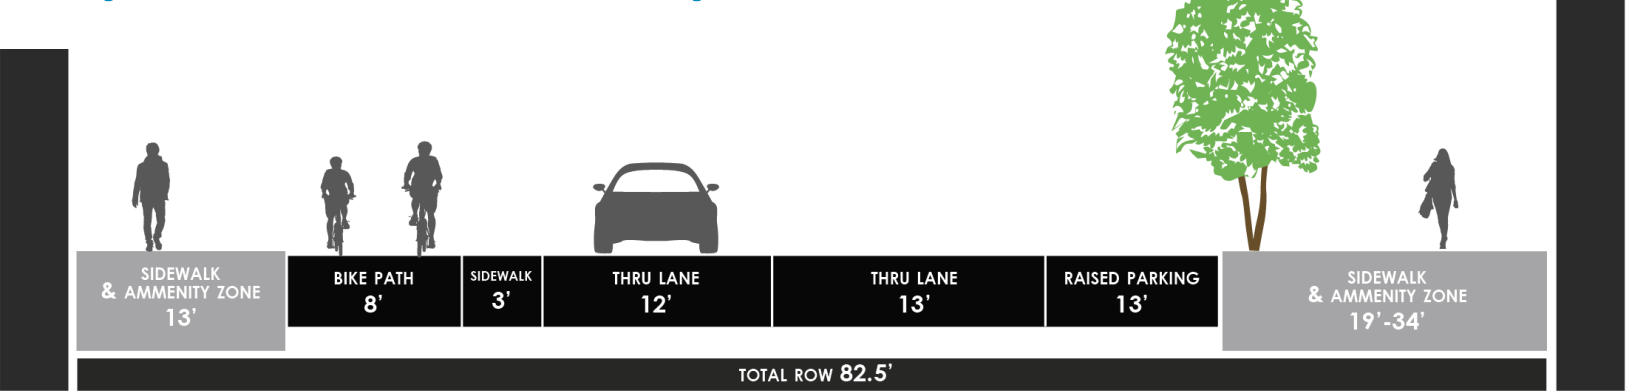 SIDEWALK
& AMMENITY ZONE
13’
BIKE PATH
8’
SIDEWALK
3’
THRU LANE
12’
THRU LANE
13’
RAISED PARKING
13’
SIDEWALK
& AMMENITY ZONE
19’-34’
TOTAL ROW 82.5’